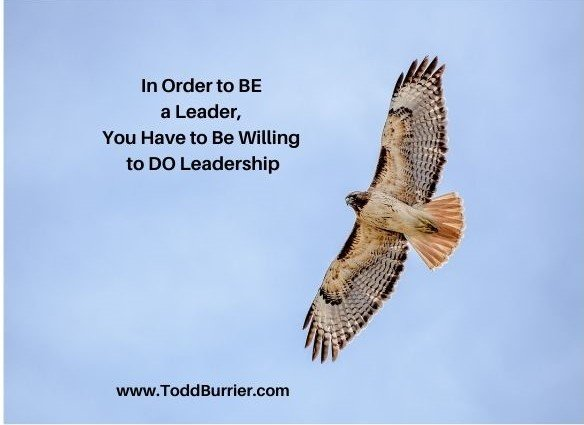 In Order to BE
a Leader,
You Have to Be Willing
to DO Leadership
www.ToddBurrier.com